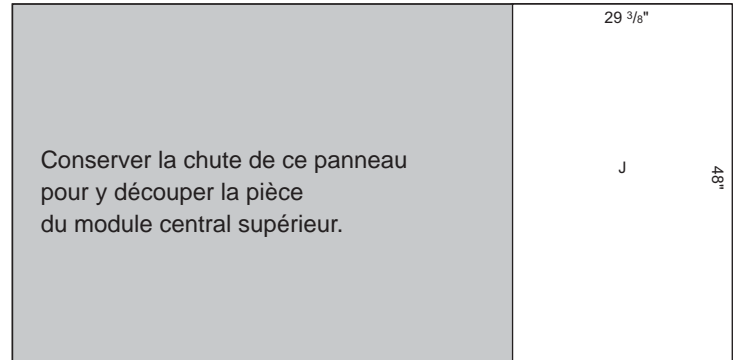 29 3/8"
Conserver la chute de ce panneau
pour y découper la pièce
du module central supérieur.
J
48"